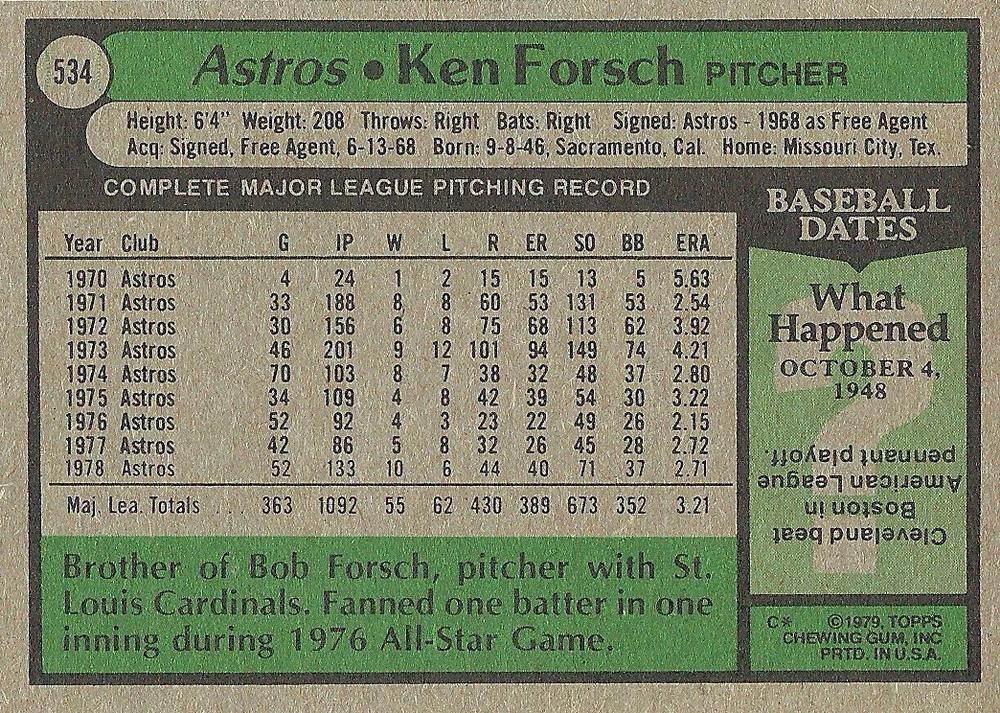 534
Astros • Ken Forsch PITCHER
Height: 6'4" Weight: 208 Throws: Right Bats: Right Signed: Astros - 1968 as Free Agent
Acq: Signed, Free Agent, 6-13-68 Born: 9-8-46, Sacramento, Cal. Home: Missouri City, Tex.
COMPLETE MAJOR LEAGUE PITCHING RECORD
Year Club G IP W L R ER SO BB ERA
1970 Astros 4 24 1 2 15 15 13 5 5.63
1971 Astros 33 188 8 8 60 53 131 53 2.54
1972 Astros 30 156 6 8 75 68 113 62 3.92
1973 Astros 46 201 9 12 101 94 149 74 4.21
1974 Astros 70 103 8 7 38 32 48 37 2.80
1975 Astros 34 109 4 8 42 39 54 30 3.22
1976 Astros 52 92 4 3 23 22 49 26 2.15
1977 Astros 42 86 5 8 32 26 45 28 2.72
1978 Astros 52 133 10 6 44 40 71 37 2.71
Maj. Lea. Totals ... 363 1092 55 62 430 389 673 352 3.21
Brother of Bob Forsch, pitcher with St.
Louis Cardinals. Fanned one batter in one
inning during 1976 All-Star Game.
BASEBALL
DATES
What
Happened
OCTOBER 4,
1948
?
Cleveland beat
Boston in
American League
pennant playoff.
C* ©1979, TOPPS
CHEWING GUM, INC
PRTD. IN U.S.A.